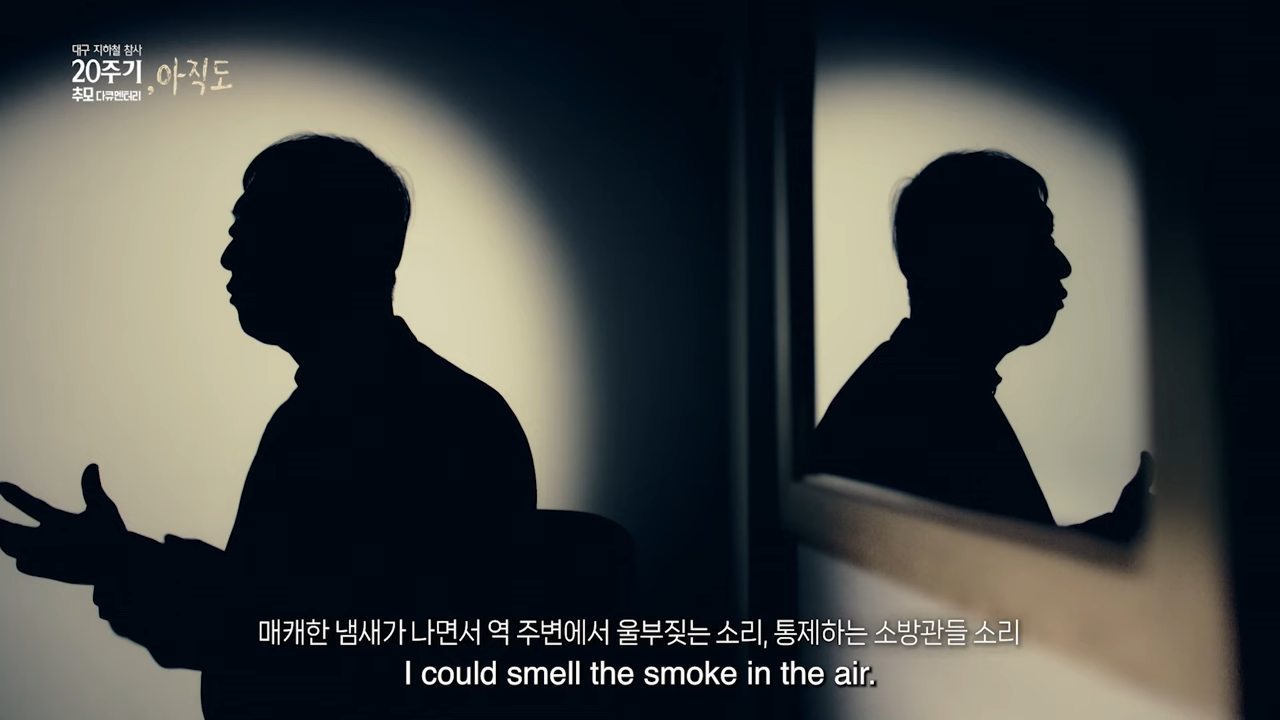 대구 지하철 참사
20주기
추모 다큐멘터리
,아직도
매캐한 냄새가 나면서 역 주변에서 울부짖는 소리, 통제하는 소방관들 소리
I could smell the smoke in the air.